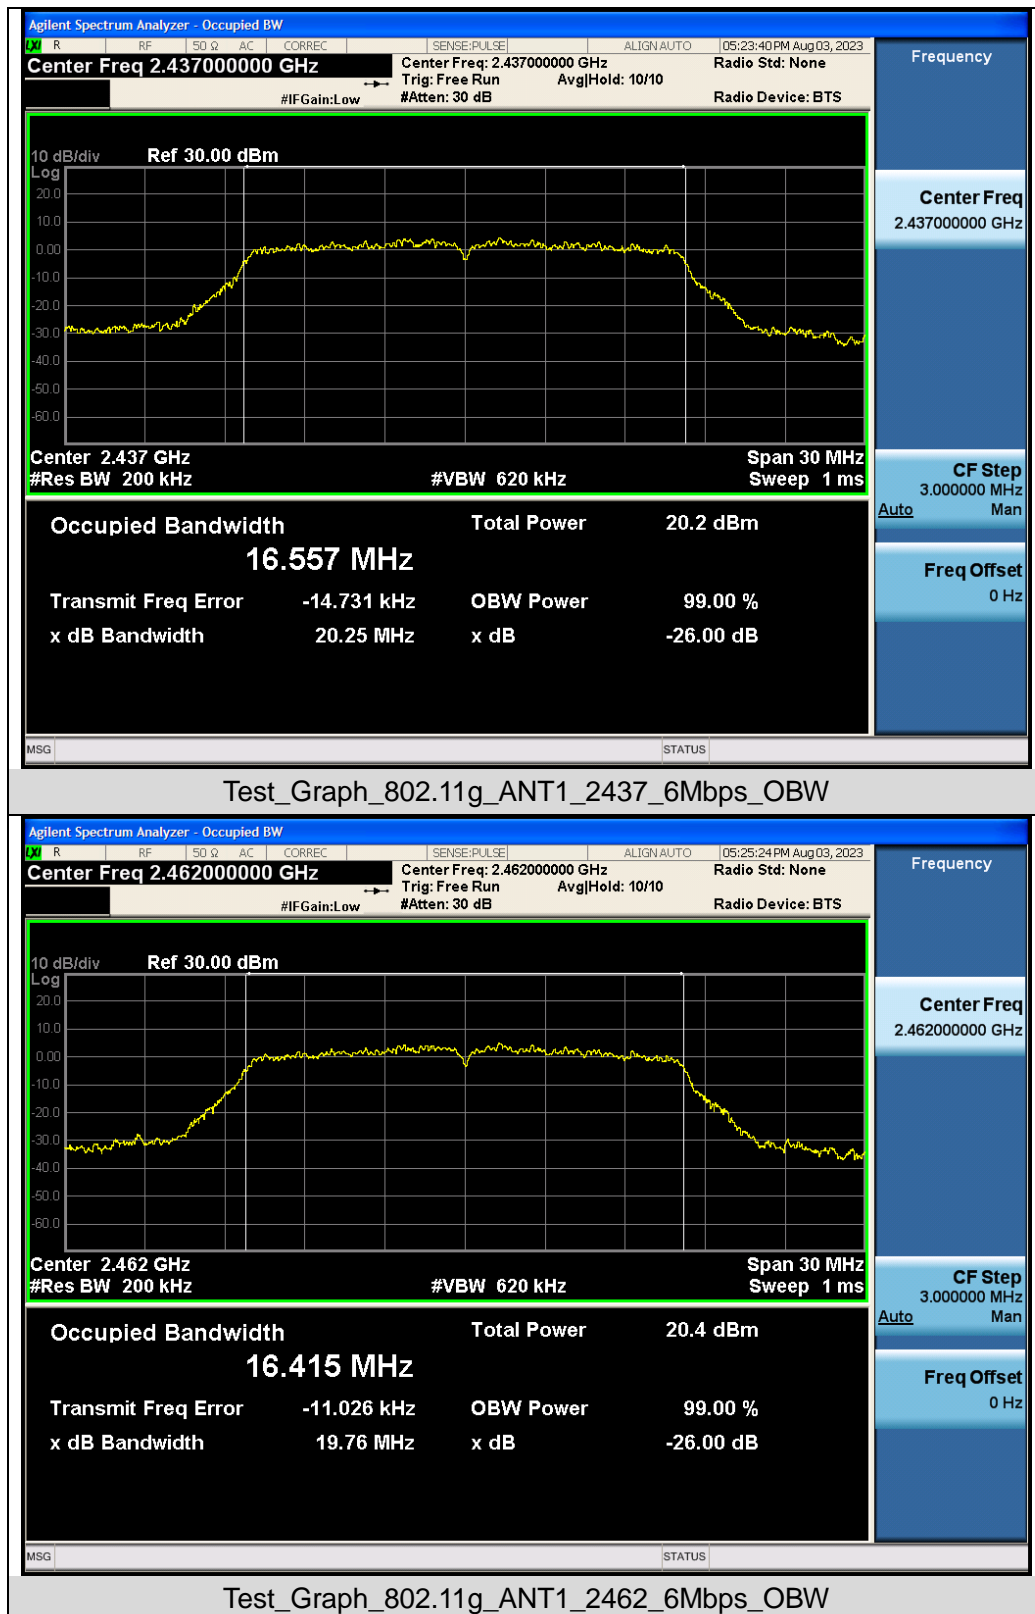 Agilent Spectrum Analyzer - Occupied BW
LXI R RF 50 Ω AC CORREC SENSE:PULSE ALIGN AUTO 05:23:40 PM Aug 03, 2023
Center Freq 2.437000000 GHz
Center Freq: 2.437000000 GHz
Radio Std: None
Trig: Free Run Avg|Hold: 10/10
#IFGain:Low
#Atten: 30 dB
Radio Device: BTS
10 dB/div Ref 30.00 dBm
Log
20.0
10.0
0.00
-10.0
-20.0
-30.0
-40.0
-50.0
-60.0
Center 2.437 GHz
Span 30 MHz
#Res BW 200 kHz #VBW 620 kHz Sweep 1 ms
Occupied Bandwidth Total Power 20.2 dBm
16.557 MHz
Transmit Freq Error -14.731 kHz OBW Power 99.00 %
x dB Bandwidth 20.25 MHz x dB -26.00 dB
MSG STATUS
Frequency
Center Freq
2.437000000 GHz
CF Step
3.000000 MHz
Auto Man
Freq Offset
0 Hz
Test_Graph_802.11g_ANT1_2437_6Mbps_OBW
Agilent Spectrum Analyzer - Occupied BW
LXI R RF 50 Ω AC CORREC SENSE:PULSE ALIGN AUTO 05:25:24 PM Aug 03, 2023
Center Freq 2.462000000 GHz
Center Freq: 2.462000000 GHz
Radio Std: None
Trig: Free Run Avg|Hold: 10/10
#IFGain:Low
#Atten: 30 dB
Radio Device: BTS
10 dB/div Ref 30.00 dBm
Log
20.0
10.0
0.00
-10.0
-20.0
-30.0
-40.0
-50.0
-60.0
Center 2.462 GHz
Span 30 MHz
#Res BW 200 kHz #VBW 620 kHz Sweep 1 ms
Occupied Bandwidth Total Power 20.4 dBm
16.415 MHz
Transmit Freq Error -11.026 kHz OBW Power 99.00 %
x dB Bandwidth 19.76 MHz x dB -26.00 dB
MSG STATUS
Frequency
Center Freq
2.462000000 GHz
CF Step
3.000000 MHz
Auto Man
Freq Offset
0 Hz
Test_Graph_802.11g_ANT1_2462_6Mbps_OBW